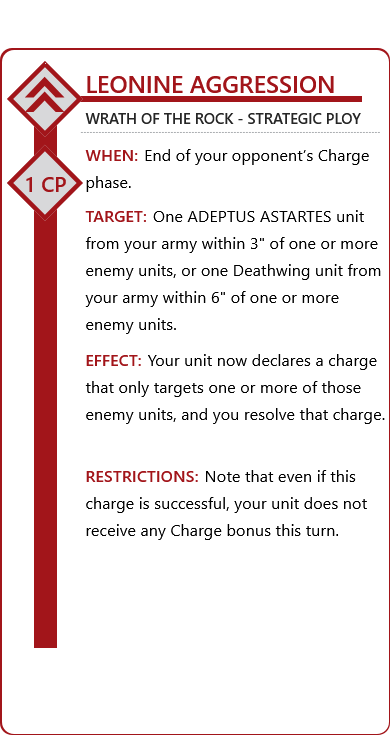 LEONINE AGGRESSION
WRATH OF THE ROCK - STRATEGIC PLOY
1 CP
WHEN: End of your opponent’s Charge
phase.
TARGET: One ADEPTUS ASTARTES unit
from your army within 3" of one or more
enemy units, or one Deathwing unit from
your army within 6" of one or more
enemy units.
EFFECT: Your unit now declares a charge
that only targets one or more of those
enemy units, and you resolve that charge.
RESTRICTIONS: Note that even if this
charge is successful, your unit does not
receive any Charge bonus this turn.